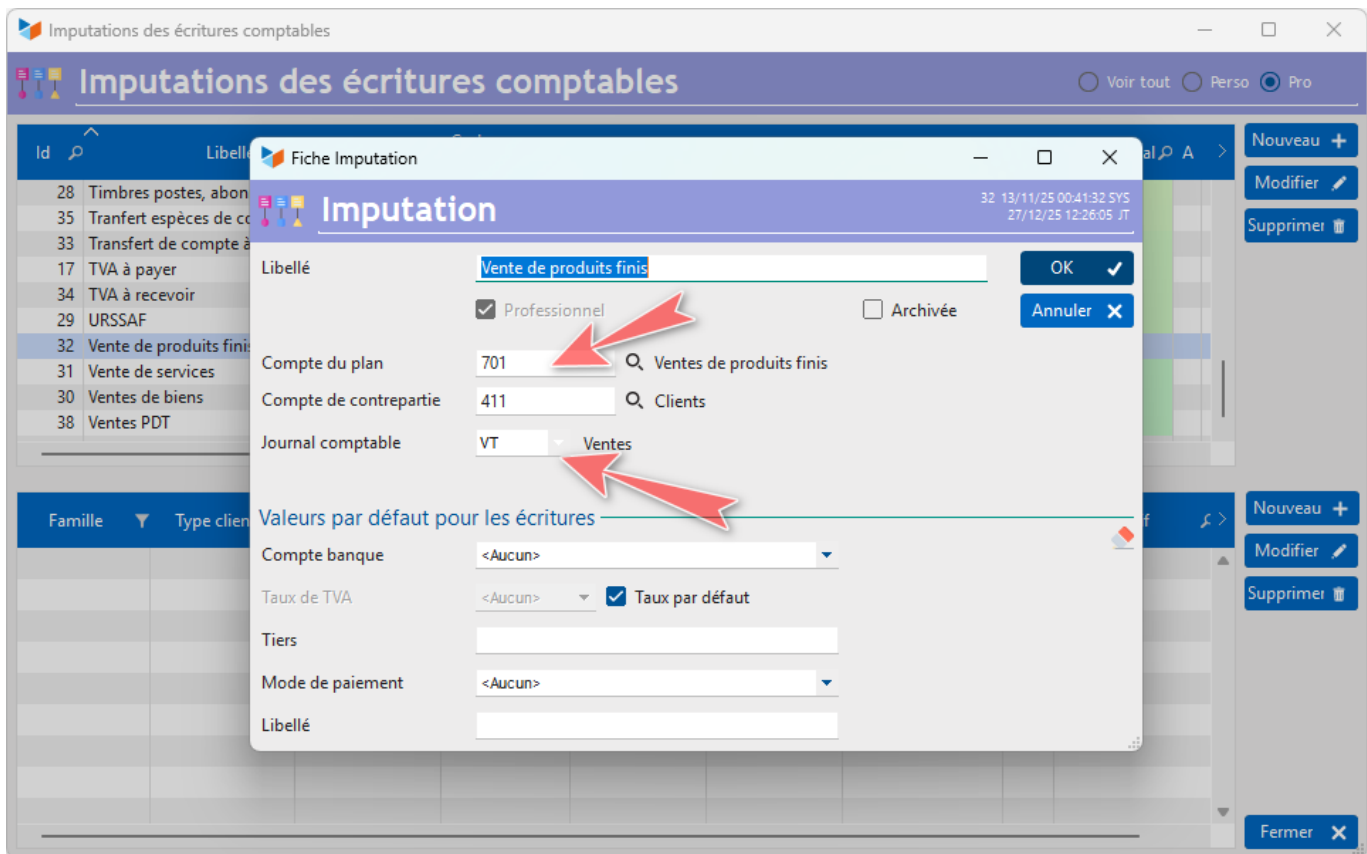 Imputations des écritures comptables
Imputations des écritures comptables
Voir tout Perso Pro
Id Libellé al A
Nouveau
Modifier
Supprimer
28 Timbres postes, abon
35 Tranfert espèces de co
33 Transfert de compte à
17 TVA à payer
34 TVA à recevoir
29 URSSAF
32 Vente de produits finis
31 Vente de services
30 Ventes de biens
38 Ventes PDT
Fiche Imputation
Imputation
32 13/11/25 00:41:32 SYS
27/12/25 12:26:05 JT
Libellé Vente de produits finis OK
Professionnel Archivée Annuler
Compte du plan 701 Ventes de produits finis
Compte de contrepartie 411 Clients
Journal comptable VT Ventes
Valeurs par défaut pour les écritures
Compte banque <Aucun>
Taux de TVA <Aucun> Taux par défaut
Tiers
Mode de paiement <Aucun>
Libellé
Famille Type clien f
Nouveau
Modifier
Supprimer
Fermer